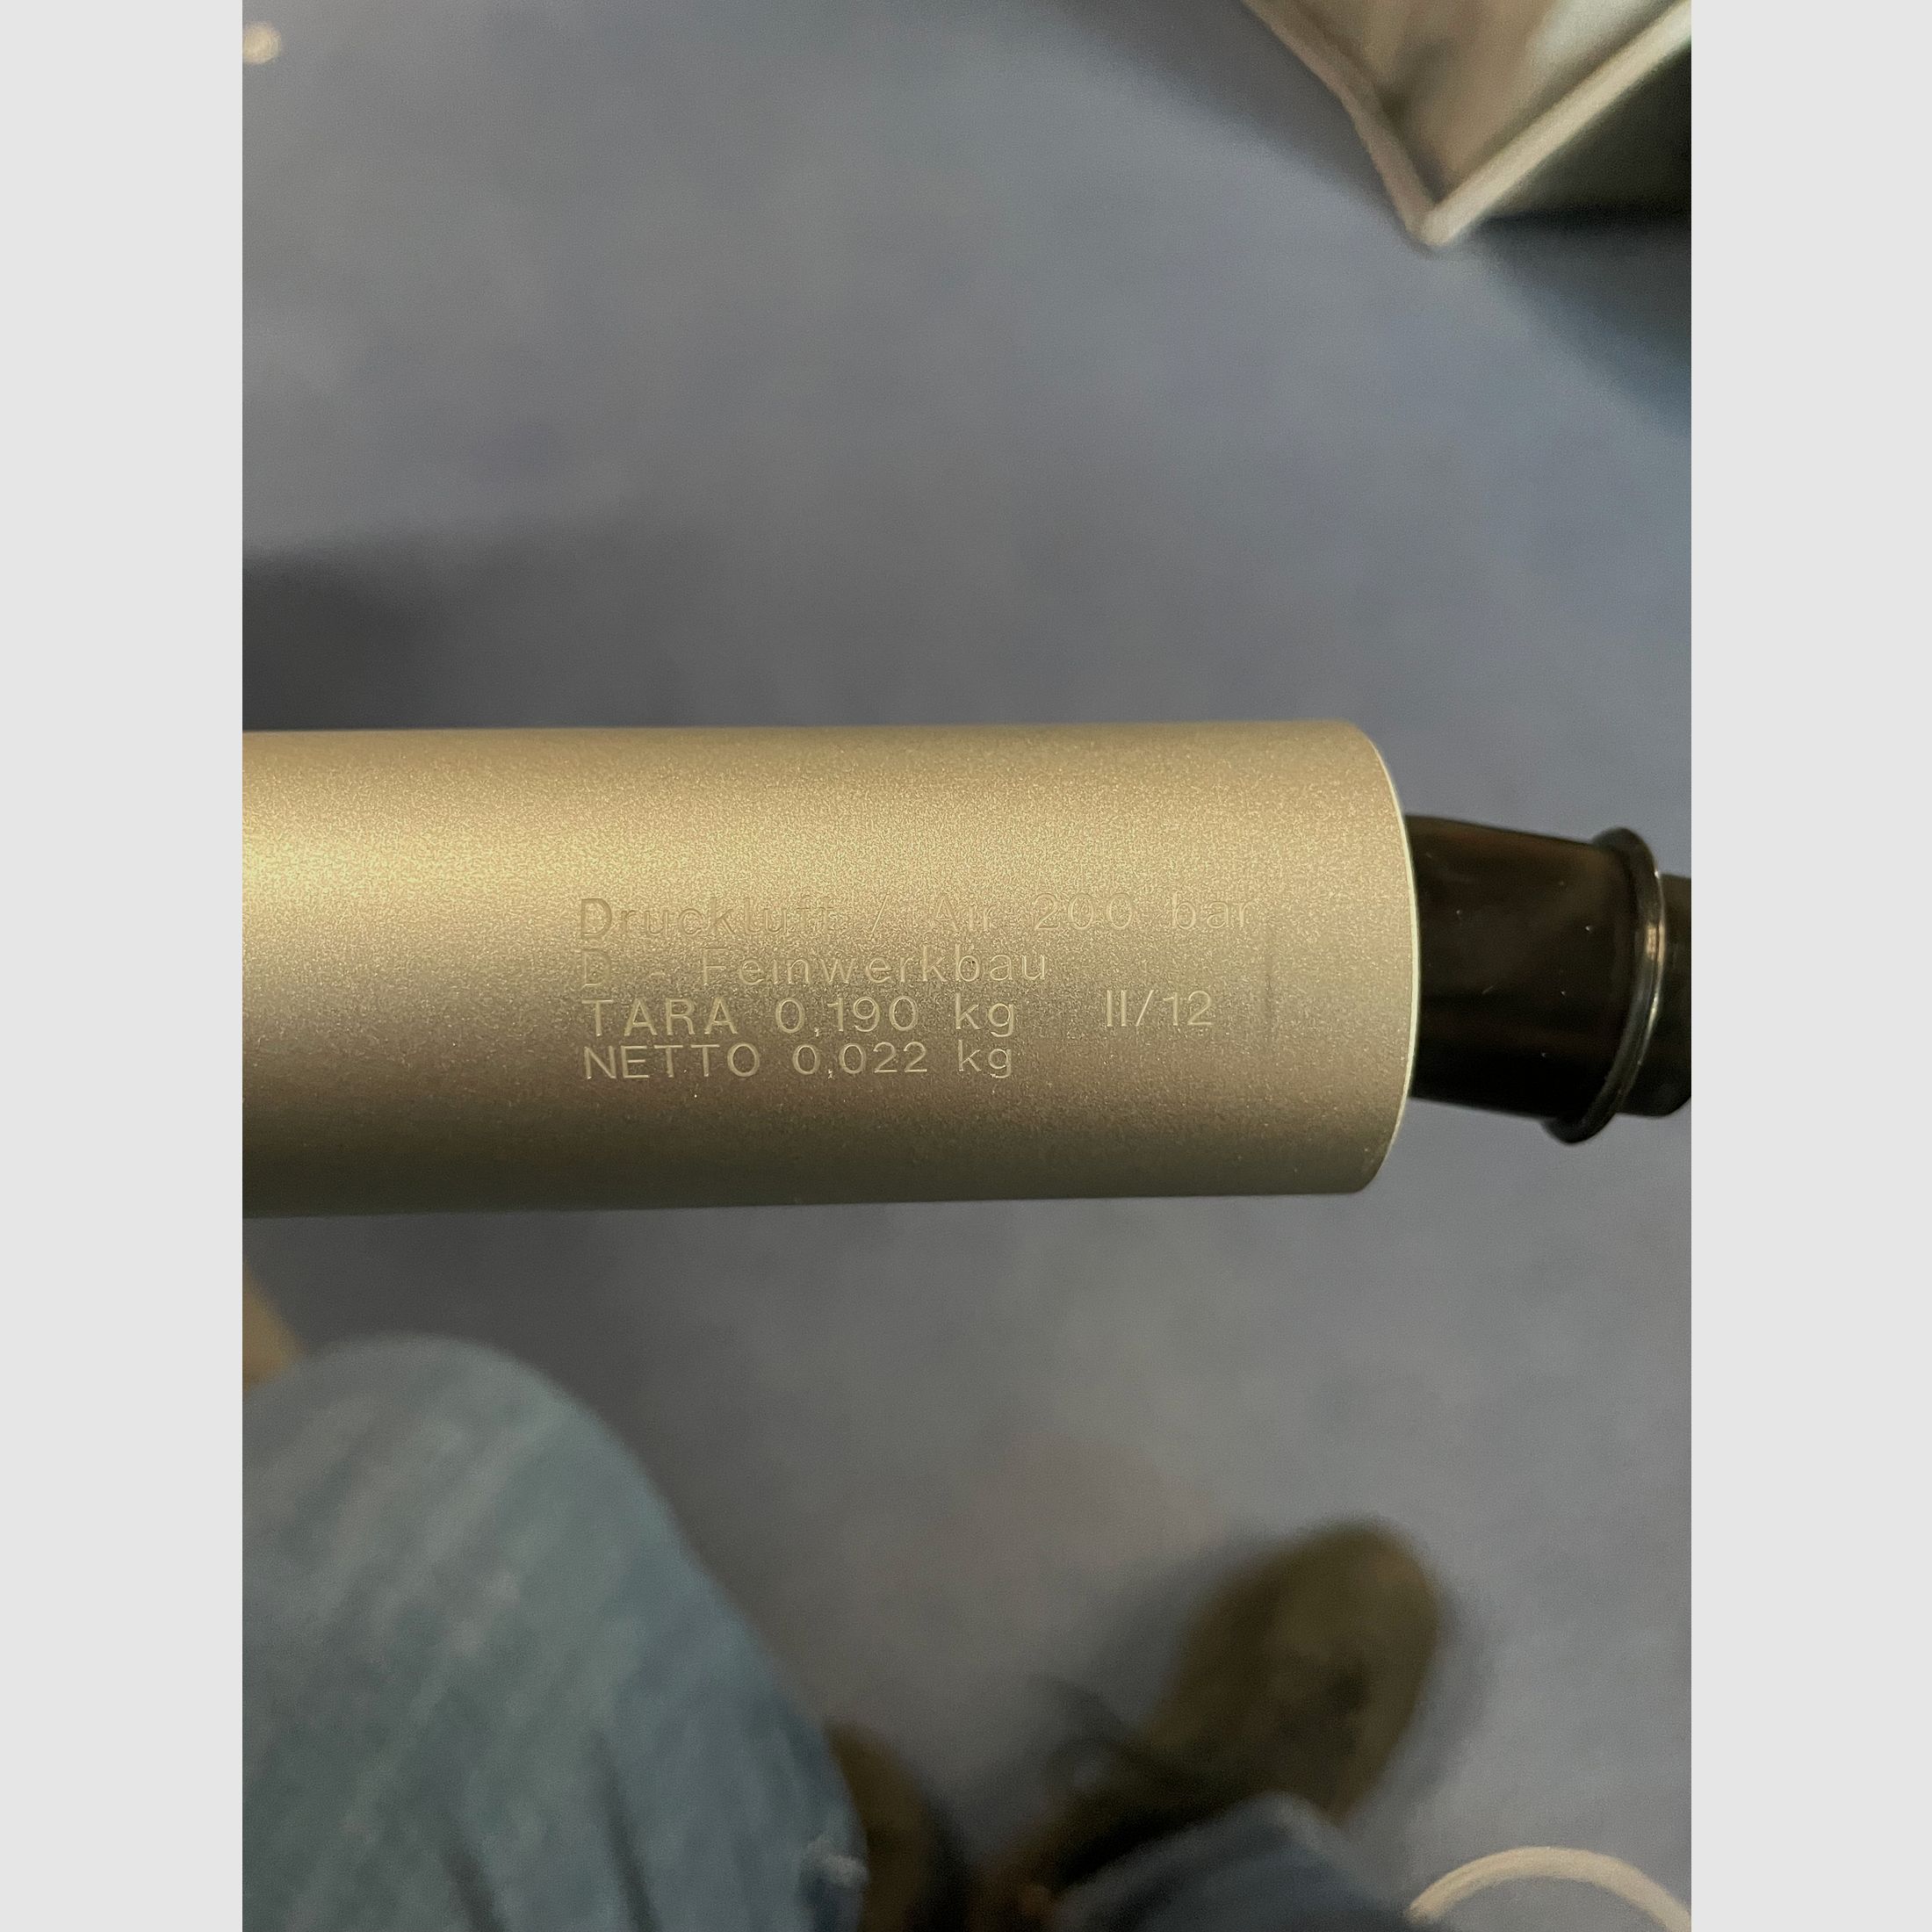 Druckluft / Air 200 bar
D - Feinwerkbau
TARA 0,190 kg II/12
NETTO 0,022 kg